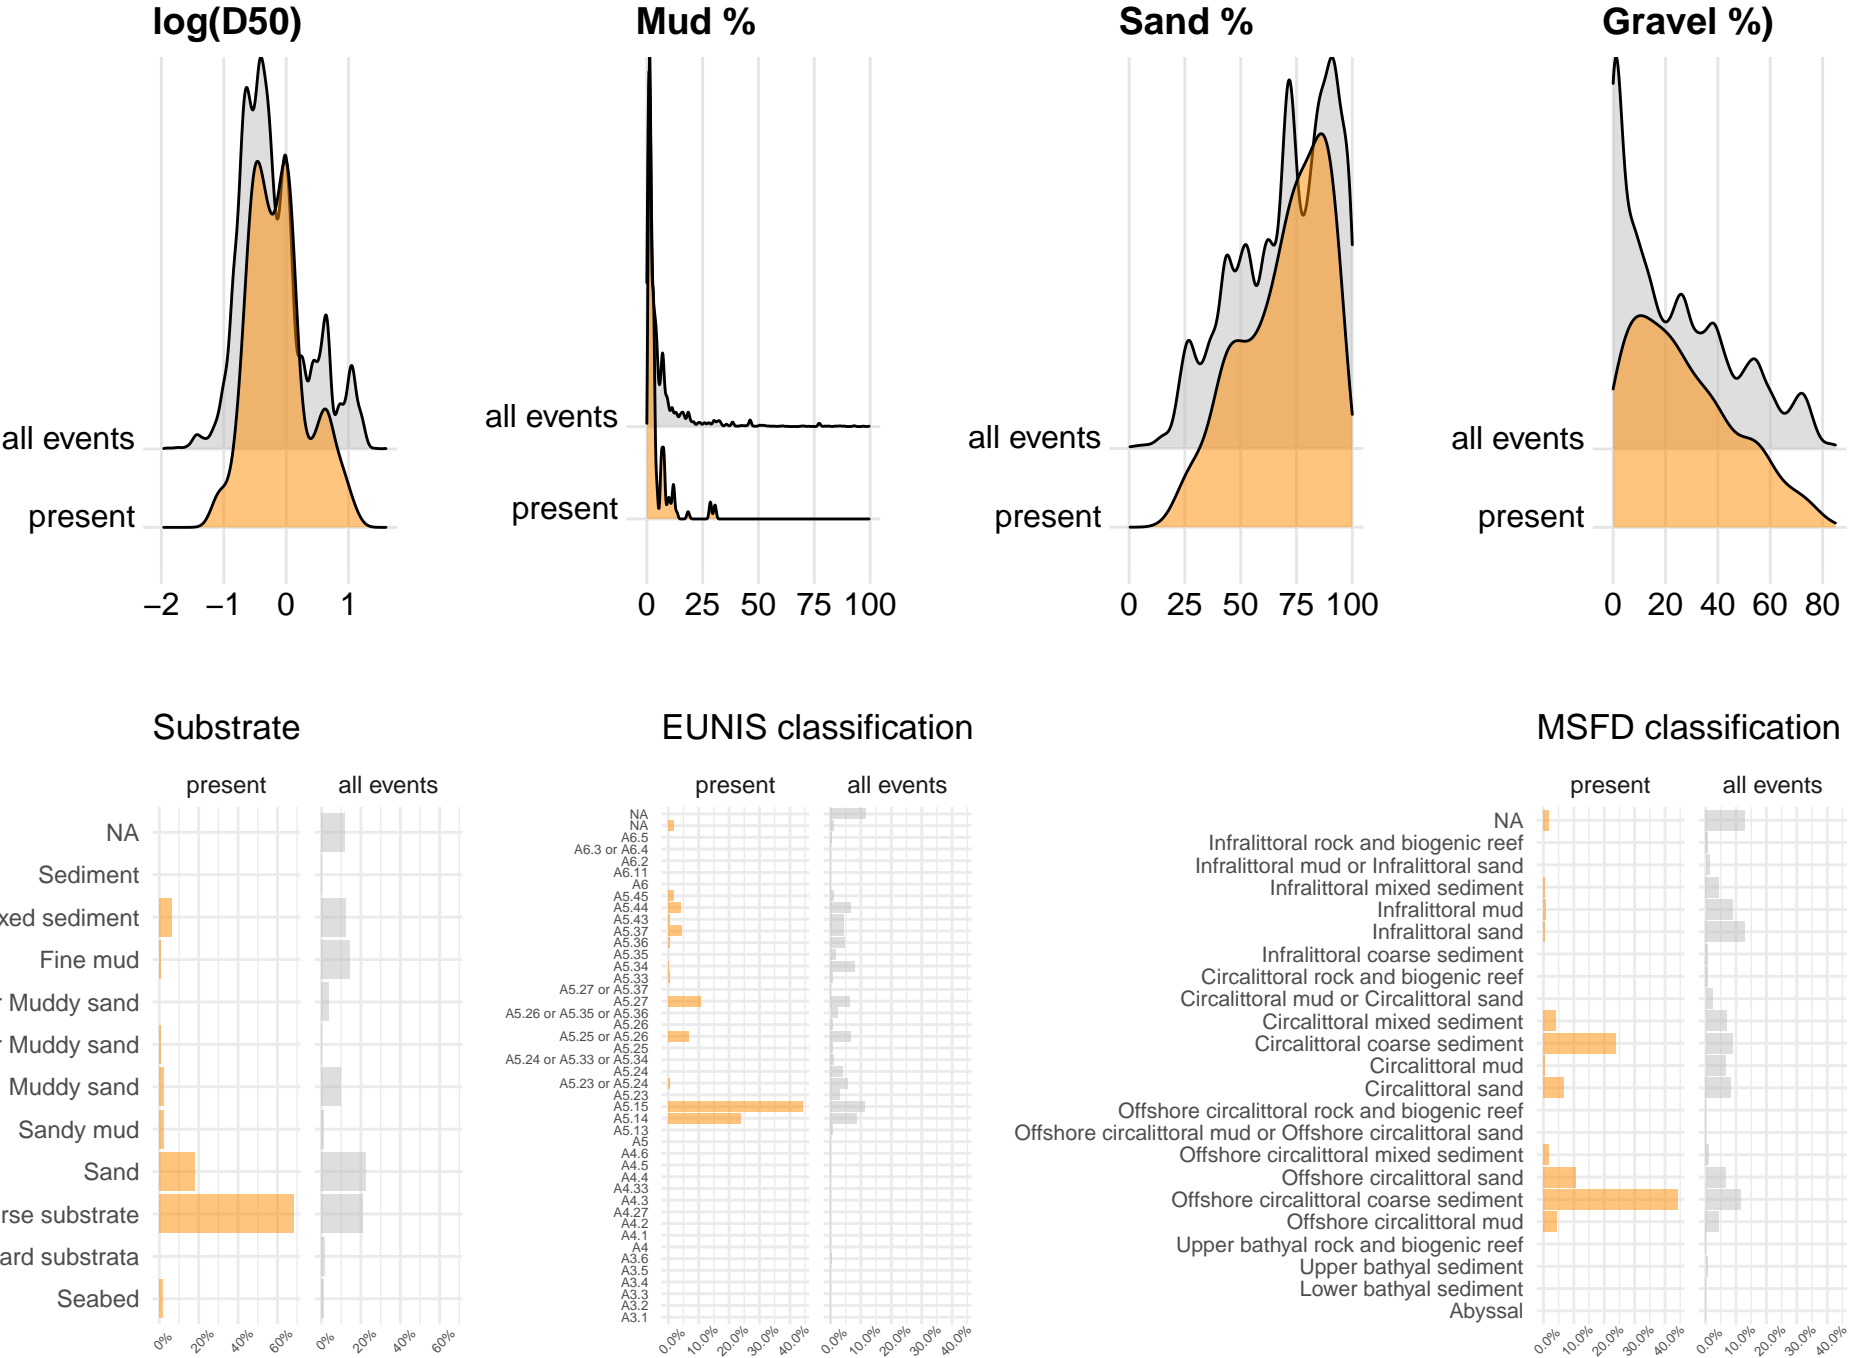 log(D50)
Mud %
Sand %
Gravel %)
all events
present
−2 −1 0 1
all events
present
0 25 50 75 100
all events
present
0 25 50 75 100
all events
present
0 20 40 60 80
Substrate
present all events
NA
Sediment
xed sediment
Fine mud
r Muddy sand
r Muddy sand
Muddy sand
Sandy mud
Sand
rse substrate
ard substrata
Seabed
0% 20% 40% 60% 0% 20% 40% 60%
EUNIS classification
present all events
NA
NA
A6.5
A6.3 or A6.4
A6.2
A6.11
A6
A5.45
A5.44
A5.43
A5.37
A5.36
A5.35
A5.34
A5.33
A5.27 or A5.37
A5.27
A5.26 or A5.35 or A5.36
A5.26
A5.25 or A5.26
A5.25
A5.24 or A5.33 or A5.34
A5.24
A5.23 or A5.24
A5.23
A5.15
A5.14
A5.13
A5
A4.6
A4.5
A4.4
A4.33
A4.3
A4.27
A4.2
A4.1
A4
A3.6
A3.5
A3.4
A3.3
A3.2
A3.1
0.0% 10.0% 20.0% 30.0% 40.0% 0.0% 10.0% 20.0% 30.0% 40.0%
MSFD classification
present all events
NA
Infralittoral rock and biogenic reef
Infralittoral mud or Infralittoral sand
Infralittoral mixed sediment
Infralittoral mud
Infralittoral sand
Infralittoral coarse sediment
Circalittoral rock and biogenic reef
Circalittoral mud or Circalittoral sand
Circalittoral mixed sediment
Circalittoral coarse sediment
Circalittoral mud
Circalittoral sand
Offshore circalittoral rock and biogenic reef
Offshore circalittoral mud or Offshore circalittoral sand
Offshore circalittoral mixed sediment
Offshore circalittoral sand
Offshore circalittoral coarse sediment
Offshore circalittoral mud
Upper bathyal rock and biogenic reef
Upper bathyal sediment
Lower bathyal sediment
Abyssal
0.0% 10.0% 20.0% 30.0% 40.0% 0.0% 10.0% 20.0% 30.0% 40.0%